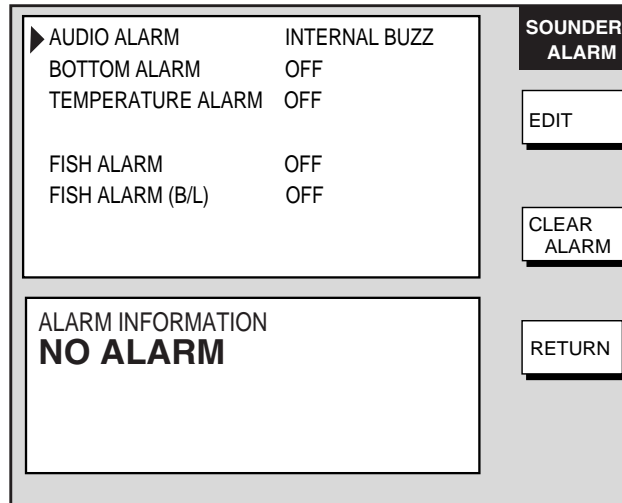 AUDIO ALARM INTERNAL BUZZ
BOTTOM ALARM OFF
TEMPERATURE ALARM OFF
FISH ALARM OFF
FISH ALARM (B/L) OFF
ALARM INFORMATION
NO ALARM
SOUNDER
ALARM
EDIT
CLEAR
ALARM
RETURN